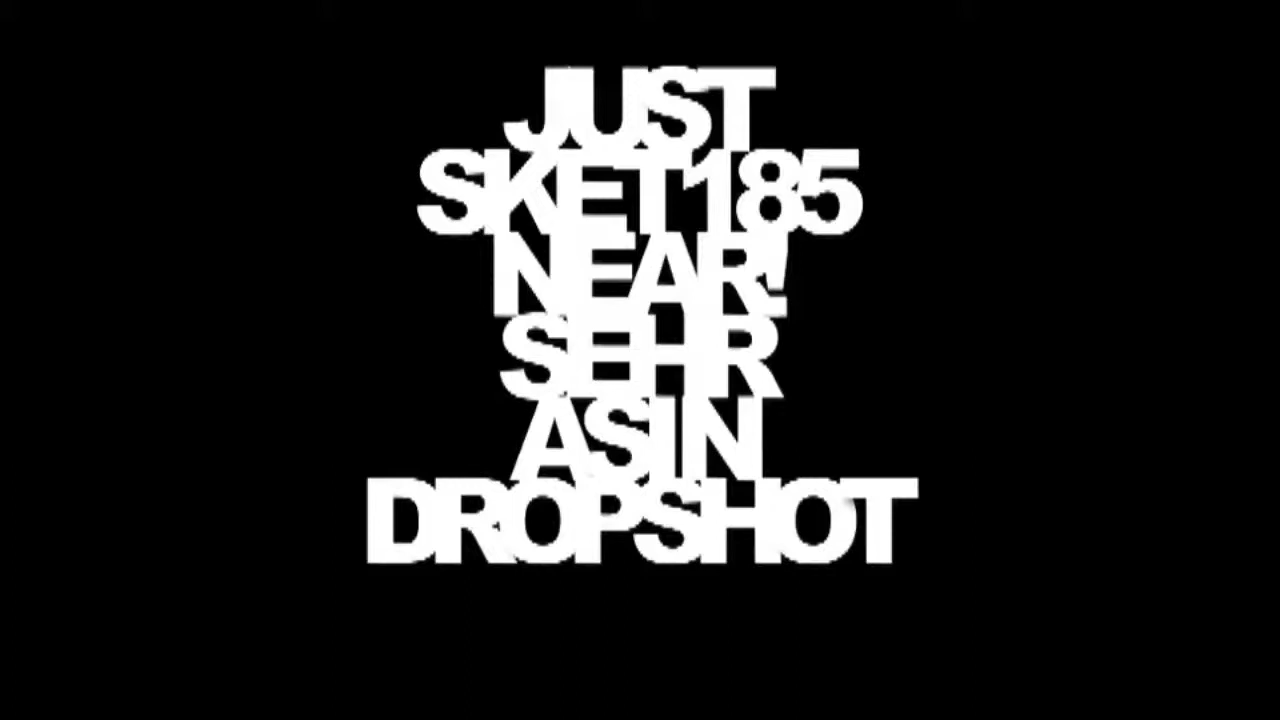 JUST
SKET185
NEAR!
SEHR
ASIN
DROPSHOT